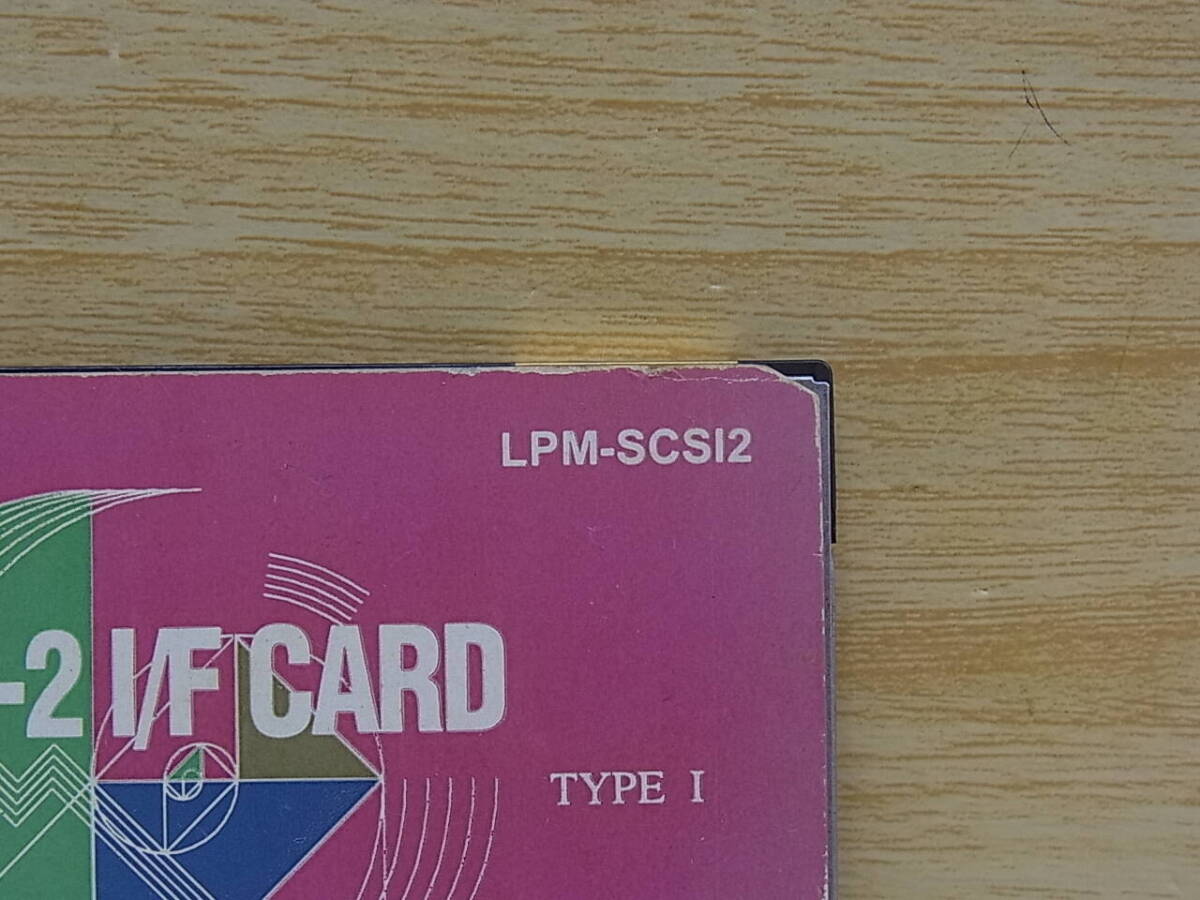 LPM-SCSI2
-2 I/F CARD
TYPE I